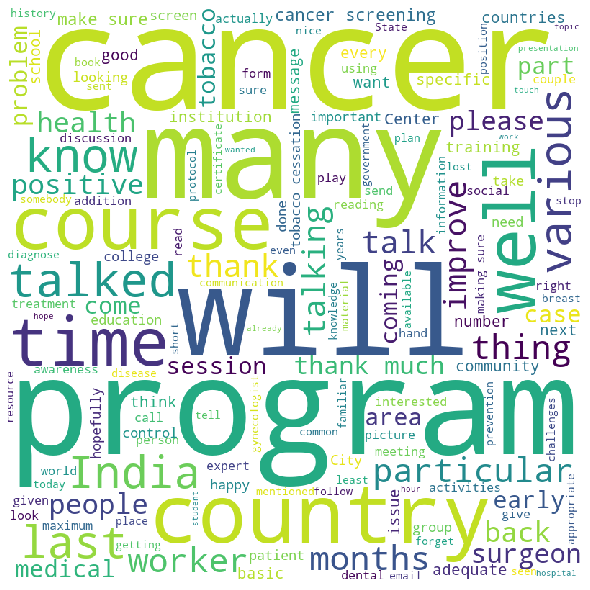 history
make sure
screen
actually
cancer screening
nice
State
countries
topic
position
presentation
school
book
looking
good
sent
sure
tobacco
form
message
every
using
want
specific
couple
part
touch
cancer
problem
health
institution
important
Center
please
various
discussion
know
many
protocol
certificate
wanted
tobacco cessation
government
plan
training
work
play
send
information
lost
social
take
stop
positive
somebody
addition
done
reading
course
well
read
diagnose
college
thank
talking
years
talk
coming
improve
need
making sure
right
breast
talked
treatment
come
communication
even
knowledge
material
available
hand
number
case
next
education
short
already
hope
time
will
thing
awareness
session
thank much
community
resource
disease
program
think
call
tell
gynecological
common
familiar
area
interested
prevention
challenges
hopefully
control
person
picture
meeting
India
world
today
expert
City
activities
particular
appropriate
given
look
people
happy
mentioned
follow
least
issue
group
forget
give
early
maximum
place
student
hour
country
back
seen
last
getting
worker
patient
months
adequate
surgeon
medical
basic
dental
email
hospital